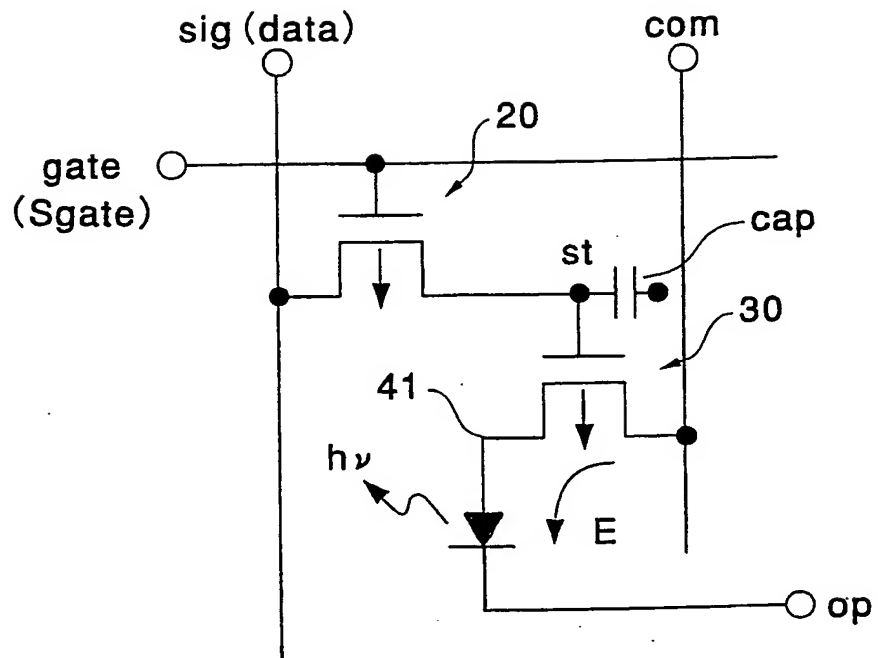 sig (data)
com
20
gate
(Sgate)
cap
st
30
41
hν
E
op